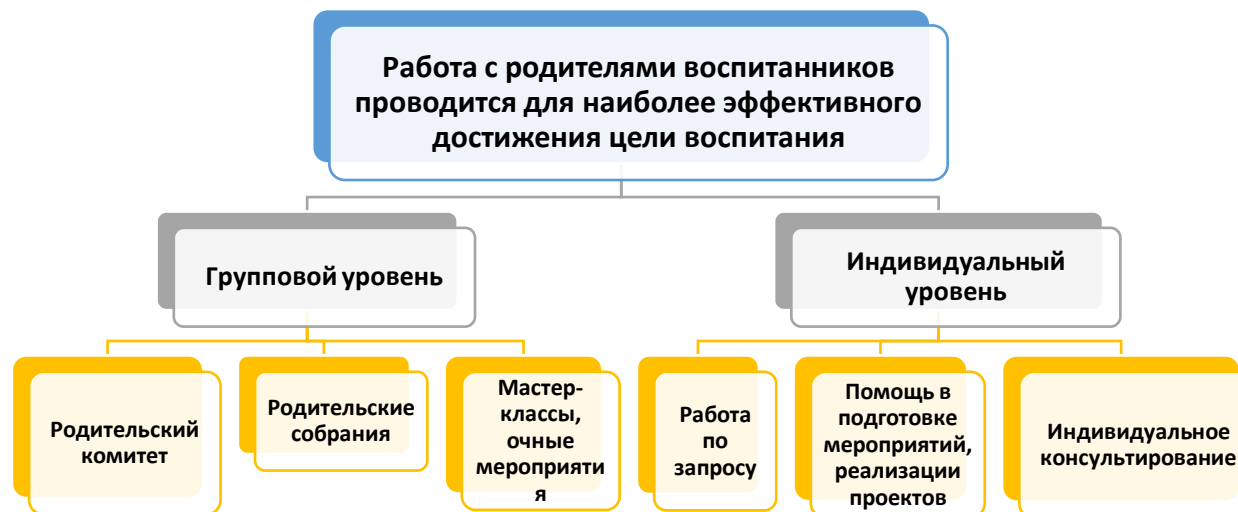 Работа с родителями воспитанников
проводится для наиболее эффективного
достижения цели воспитания
Групповой уровень
Индивидуальный
уровень
Родительский
комитет
Родительские
собрания
Мастер-
классы,
очные
мероприяти
я
Работа
по
запросу
Помощь в
подготовке
мероприятий,
реализации
проектов
Индивидуальное
консультирование